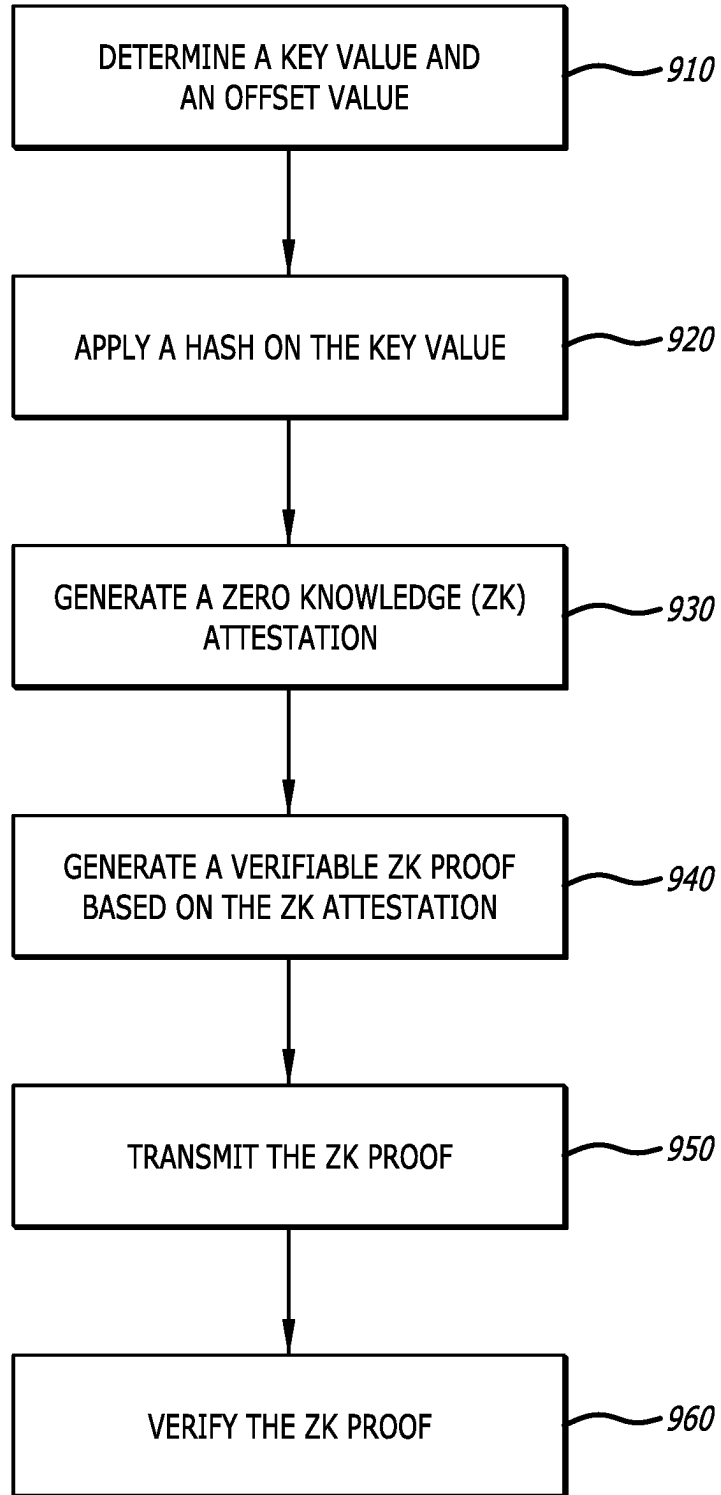 DETERMINE A KEY VALUE AND
AN OFFSET VALUE
910
APPLY A HASH ON THE KEY VALUE
920
GENERATE A ZERO KNOWLEDGE (ZK)
ATTESTATION
930
GENERATE A VERIFIABLE ZK PROOF
BASED ON THE ZK ATTESTATION
940
TRANSMIT THE ZK PROOF
950
VERIFY THE ZK PROOF
960